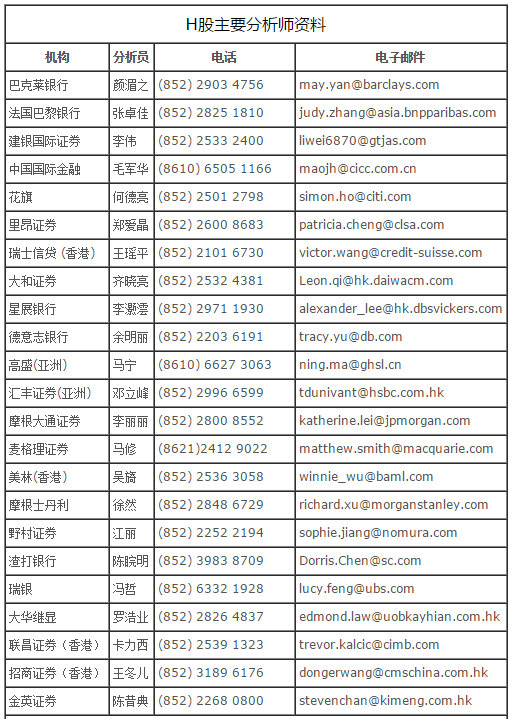 H股主要分析师资料
机构 分析员 电话 电子邮件
巴克莱银行 颜湄之 (852) 2903 4756 may.yan@barclays.com
法国巴黎银行 张卓佳 (852) 2825 1810 judy.zhang@asia.bnpparibas.com
建银国际证券 李伟 (852) 2533 2400 liwei6870@gtjas.com
中国国际金融 毛军华 (8610) 6505 1166 maojh@cicc.com.cn
花旗 何德亮 (852) 2501 2798 simon.ho@citi.com
里昂证券 郑爱晶 (852) 2600 8683 patricia.cheng@clsa.com
瑞士信贷 (香港) 王瑶平 (852) 2101 6730 victor.wang@credit-suisse.com
大和证券 齐晓亮 (852) 2532 4381 Leon.qi@hk.daiwacm.com
星展银行 李灏澐 (852) 2971 1930 alexander_lee@hk.dbsvickers.com
德意志银行 余明丽 (852) 2203 6191 tracy.yu@db.com
高盛(亚洲) 马宁 (8610) 6627 3063 ning.ma@ghsl.cn
汇丰证券(亚洲) 邓立峰 (852) 2996 6599 tdunivant@hsbc.com.hk
摩根大通证券 李丽丽 (852) 2800 8552 katherine.lei@jpmorgan.com
麦格理证券 马修 (8621)2412 9022 matthew.smith@macquarie.com
美林(香港) 吴旖 (852) 2536 3058 winnie_wu@baml.com
摩根士丹利 徐然 (852) 2848 6729 richard.xu@morganstanley.com
野村证券 江丽 (852) 2252 2194 sophie.jiang@nomura.com
渣打银行 陈晥明 (852) 3983 8709 Dorris.Chen@sc.com
瑞银 冯哲 (852) 6332 1928 lucy.feng@ubs.com
大华继显 罗浩业 (852) 2826 4837 edmond.law@uobkayhian.com.hk
联昌证券（香港） 卡力西 (852) 2539 1323 trevor.kalcic@cimb.com
招商证券（香港） 王冬儿 (852) 3189 6176 dongerwang@cmschina.com.hk
金英证券 陈昔典 (852) 2268 0800 stevenchan@kimeng.com.hk